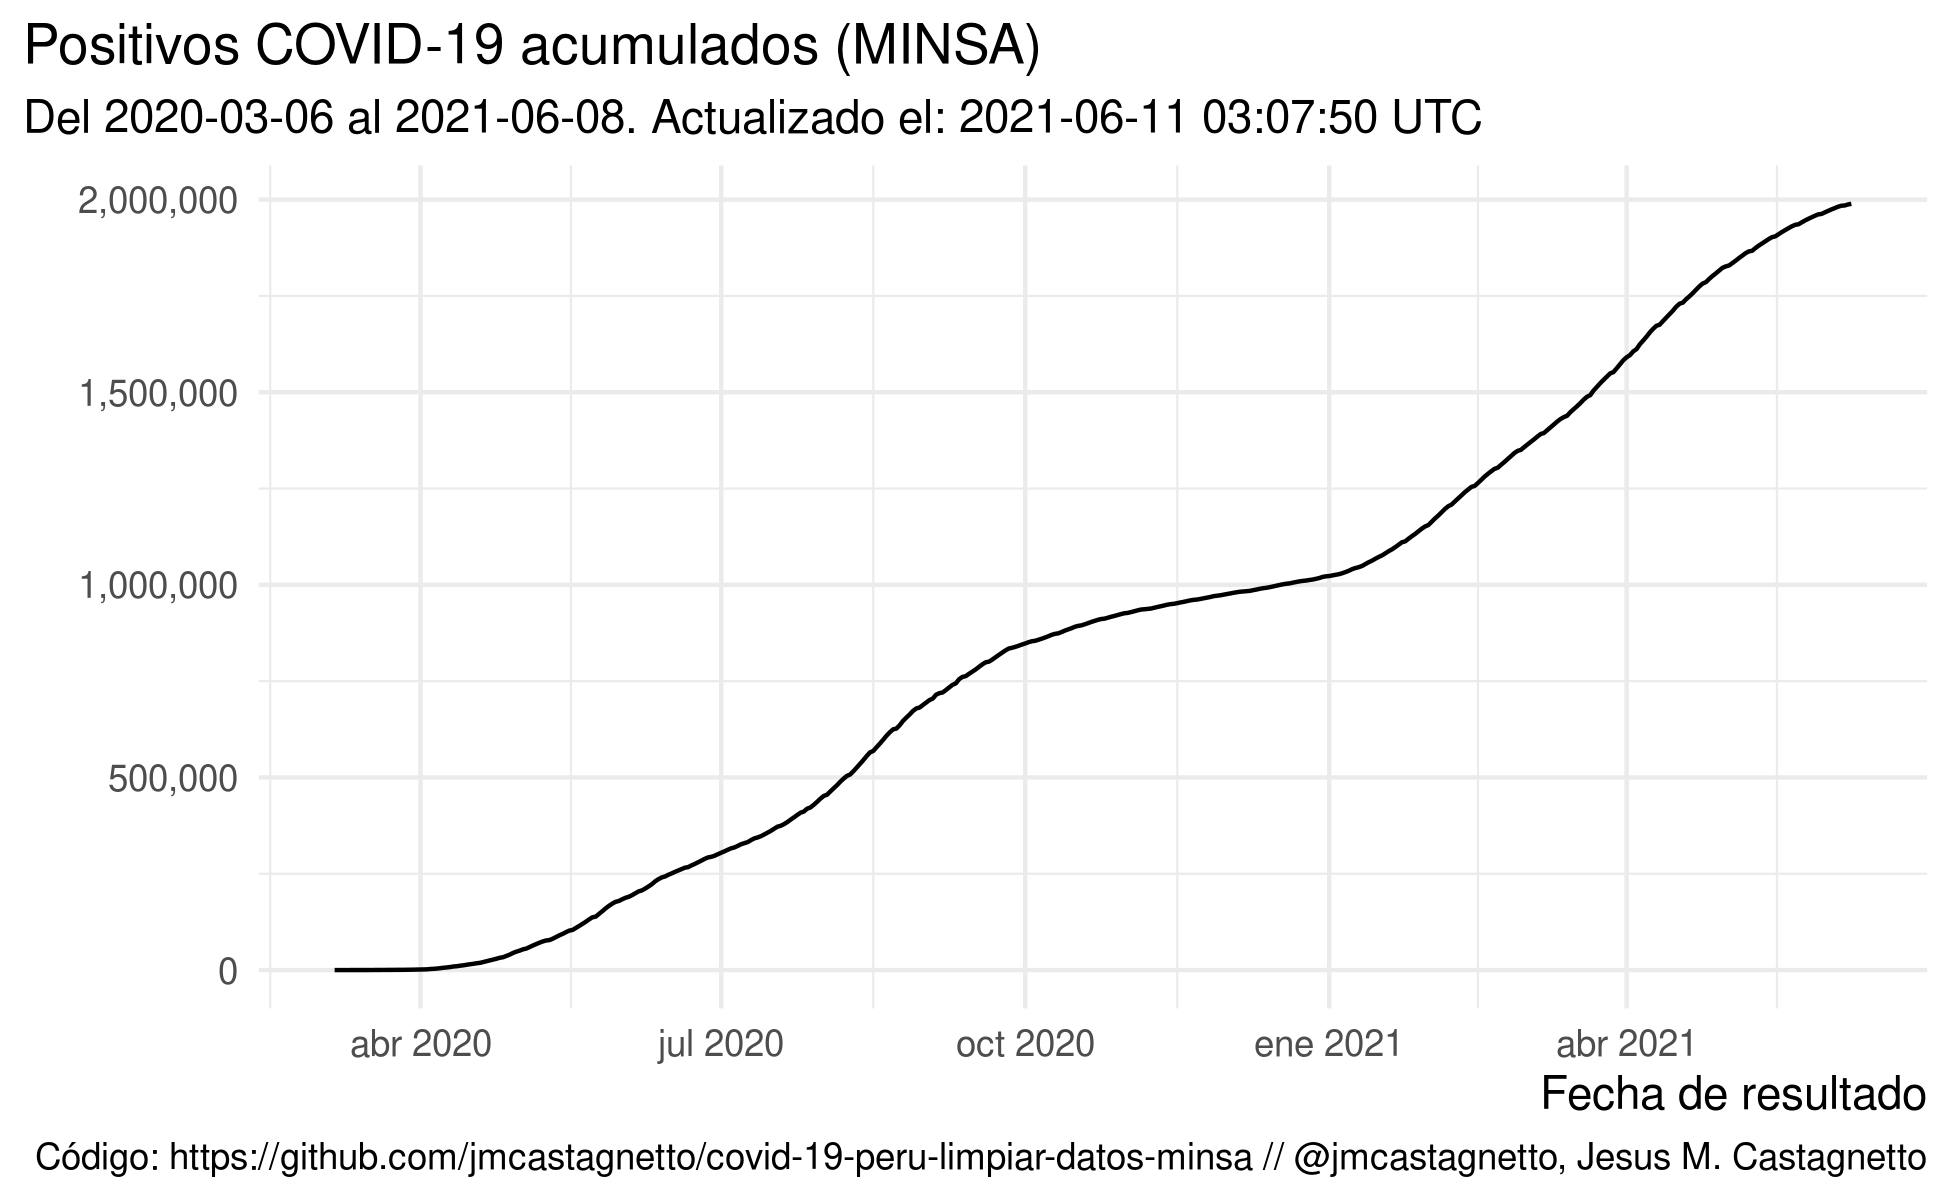 Positivos COVID-19 acumulados (MINSA)
Del 2020-03-06 al 2021-06-08. Actualizado el: 2021-06-11 03:07:50 UTC
2,000,000
1,500,000
1,000,000
500,000
0
abr 2020 jul 2020 oct 2020 ene 2021 abr 2021
Fecha de resultado
Código: https://github.com/jmcastagnetto/covid-19-peru-limpiar-datos-minsa // @jmcastagnetto, Jesus M. Castagnetto